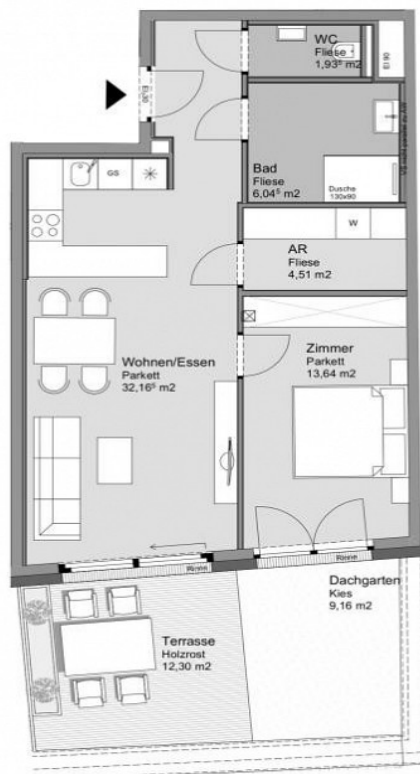 WC
Fliese
1,93⁵ m2
E190
EI₂30
Bad
Fliese
6,04⁵ m2
Dusche
130x90
GS
AR
Fliese
4,51 m2
W
Wohnen/Essen
Parkett
32,16⁵ m2
Zimmer
Parkett
13,64 m2
Rinne
Rinne
Dachgarten
Kies
9,16 m2
Terrasse
Holzrost
12,30 m2